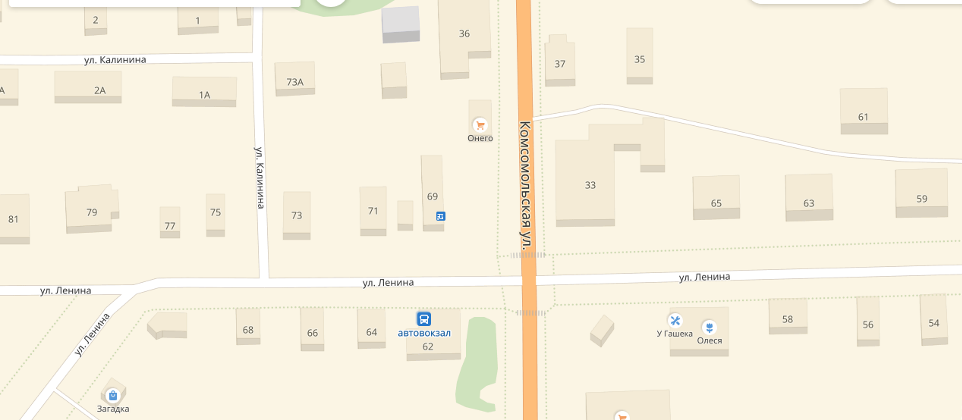 2
1
36
37
35
ул. Калинина
73А
А
2А
1А
61
Онего
Комсомольская ул.
ул. Калинина
33
69
65
63
59
81
79
77
75
73
71
ул. Ленина
ул. Ленина
ул. Ленина
автовокзал
68
66
64
62
ул. Ленина
У Гашека
Олеся
58
56
54
Загадка